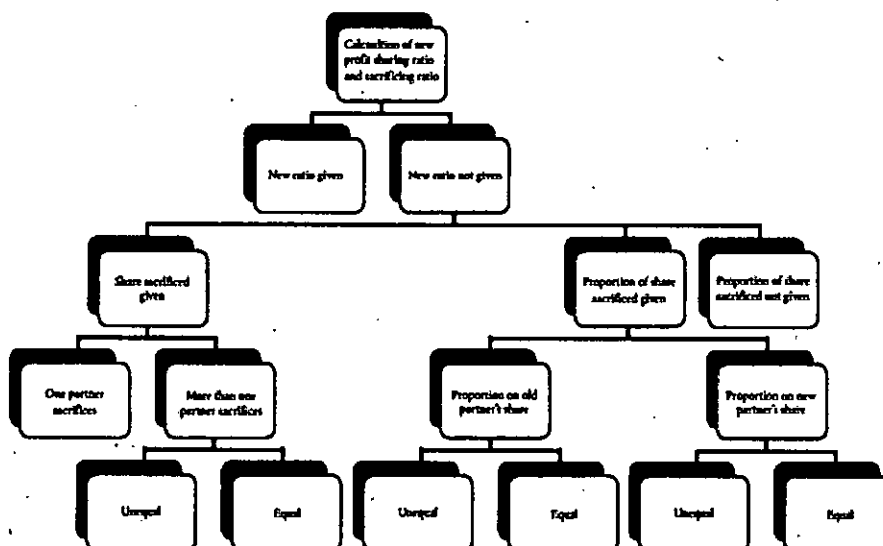 Calculation of new
profit sharing ratio
and sacrificing ratio
New ratio given
New ratio not given
Share sacrificed
given
Proportion of share
sacrificed given
Proportion of share
sacrificed not given
One partner
sacrifices
More than one
partner sacrifices
Proportion on old
partner's share
Proportion on new
partner's share
Unequal
Equal
Unequal
Equal
Unequal
Equal